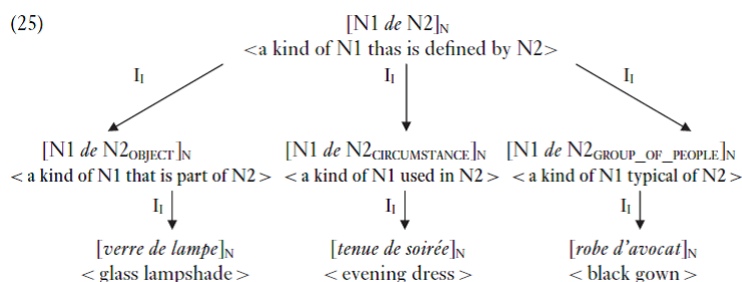 (25) [N1 de N2]N
<a kind of N1 thas is defined by N2>
II II II
[N1 de N2OBJECT]N [N1 de N2CIRCUMSTANCE]N [N1 de N2GROUP_OF_PEOPLE]N
< a kind of N1 that is part of N2 > < a kind of N1 used in N2 > < a kind of N1 typical of N2 >
II II II
[verre de lampe]N [tenue de soirée]N [robe d'avocat]N
< glass lampshade > < evening dress > < black gown >